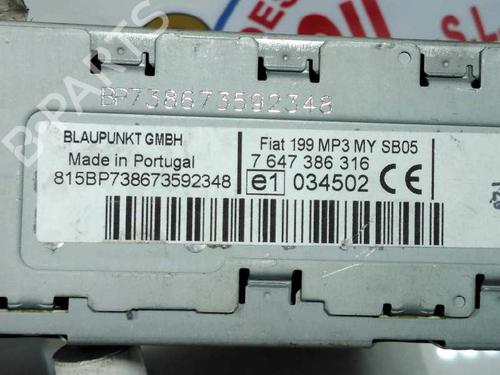 BP738673592348
BLAUPUNKT GMBH
Made in Portugal
815BP738673592348
Fiat 199 MP3 MY SB05
7 647 386 316
e1 034502 CE
B-PARTS
S.L.